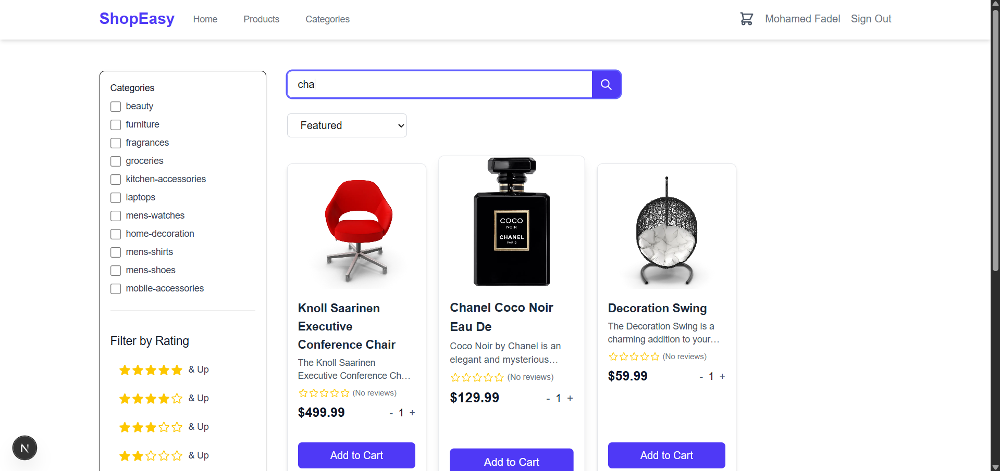 ShopEasy Home Products Categories Mohamed Fadel Sign Out
cha
Categories
beauty
furniture
fragrances
groceries
kitchen-accessories
laptops
mens-watches
home-decoration
mens-shirts
mens-shoes
mobile-accessories
Filter by Rating
& Up
& Up
& Up
& Up
Featured
Knoll Saarinen
Executive
Conference Chair
The Knoll Saarinen
Executive Conference Ch...
(No reviews)
$499.99 - 1 +
Add to Cart
COCO
NOIR
CHANEL
PARIS
Chanel Coco Noir
Eau De
Coco Noir by Chanel is an
elegant and mysterious...
(No reviews)
$129.99 - 1 +
Add to Cart
Decoration Swing
The Decoration Swing is a
charming addition to your...
(No reviews)
$59.99 - 1 +
Add to Cart
N